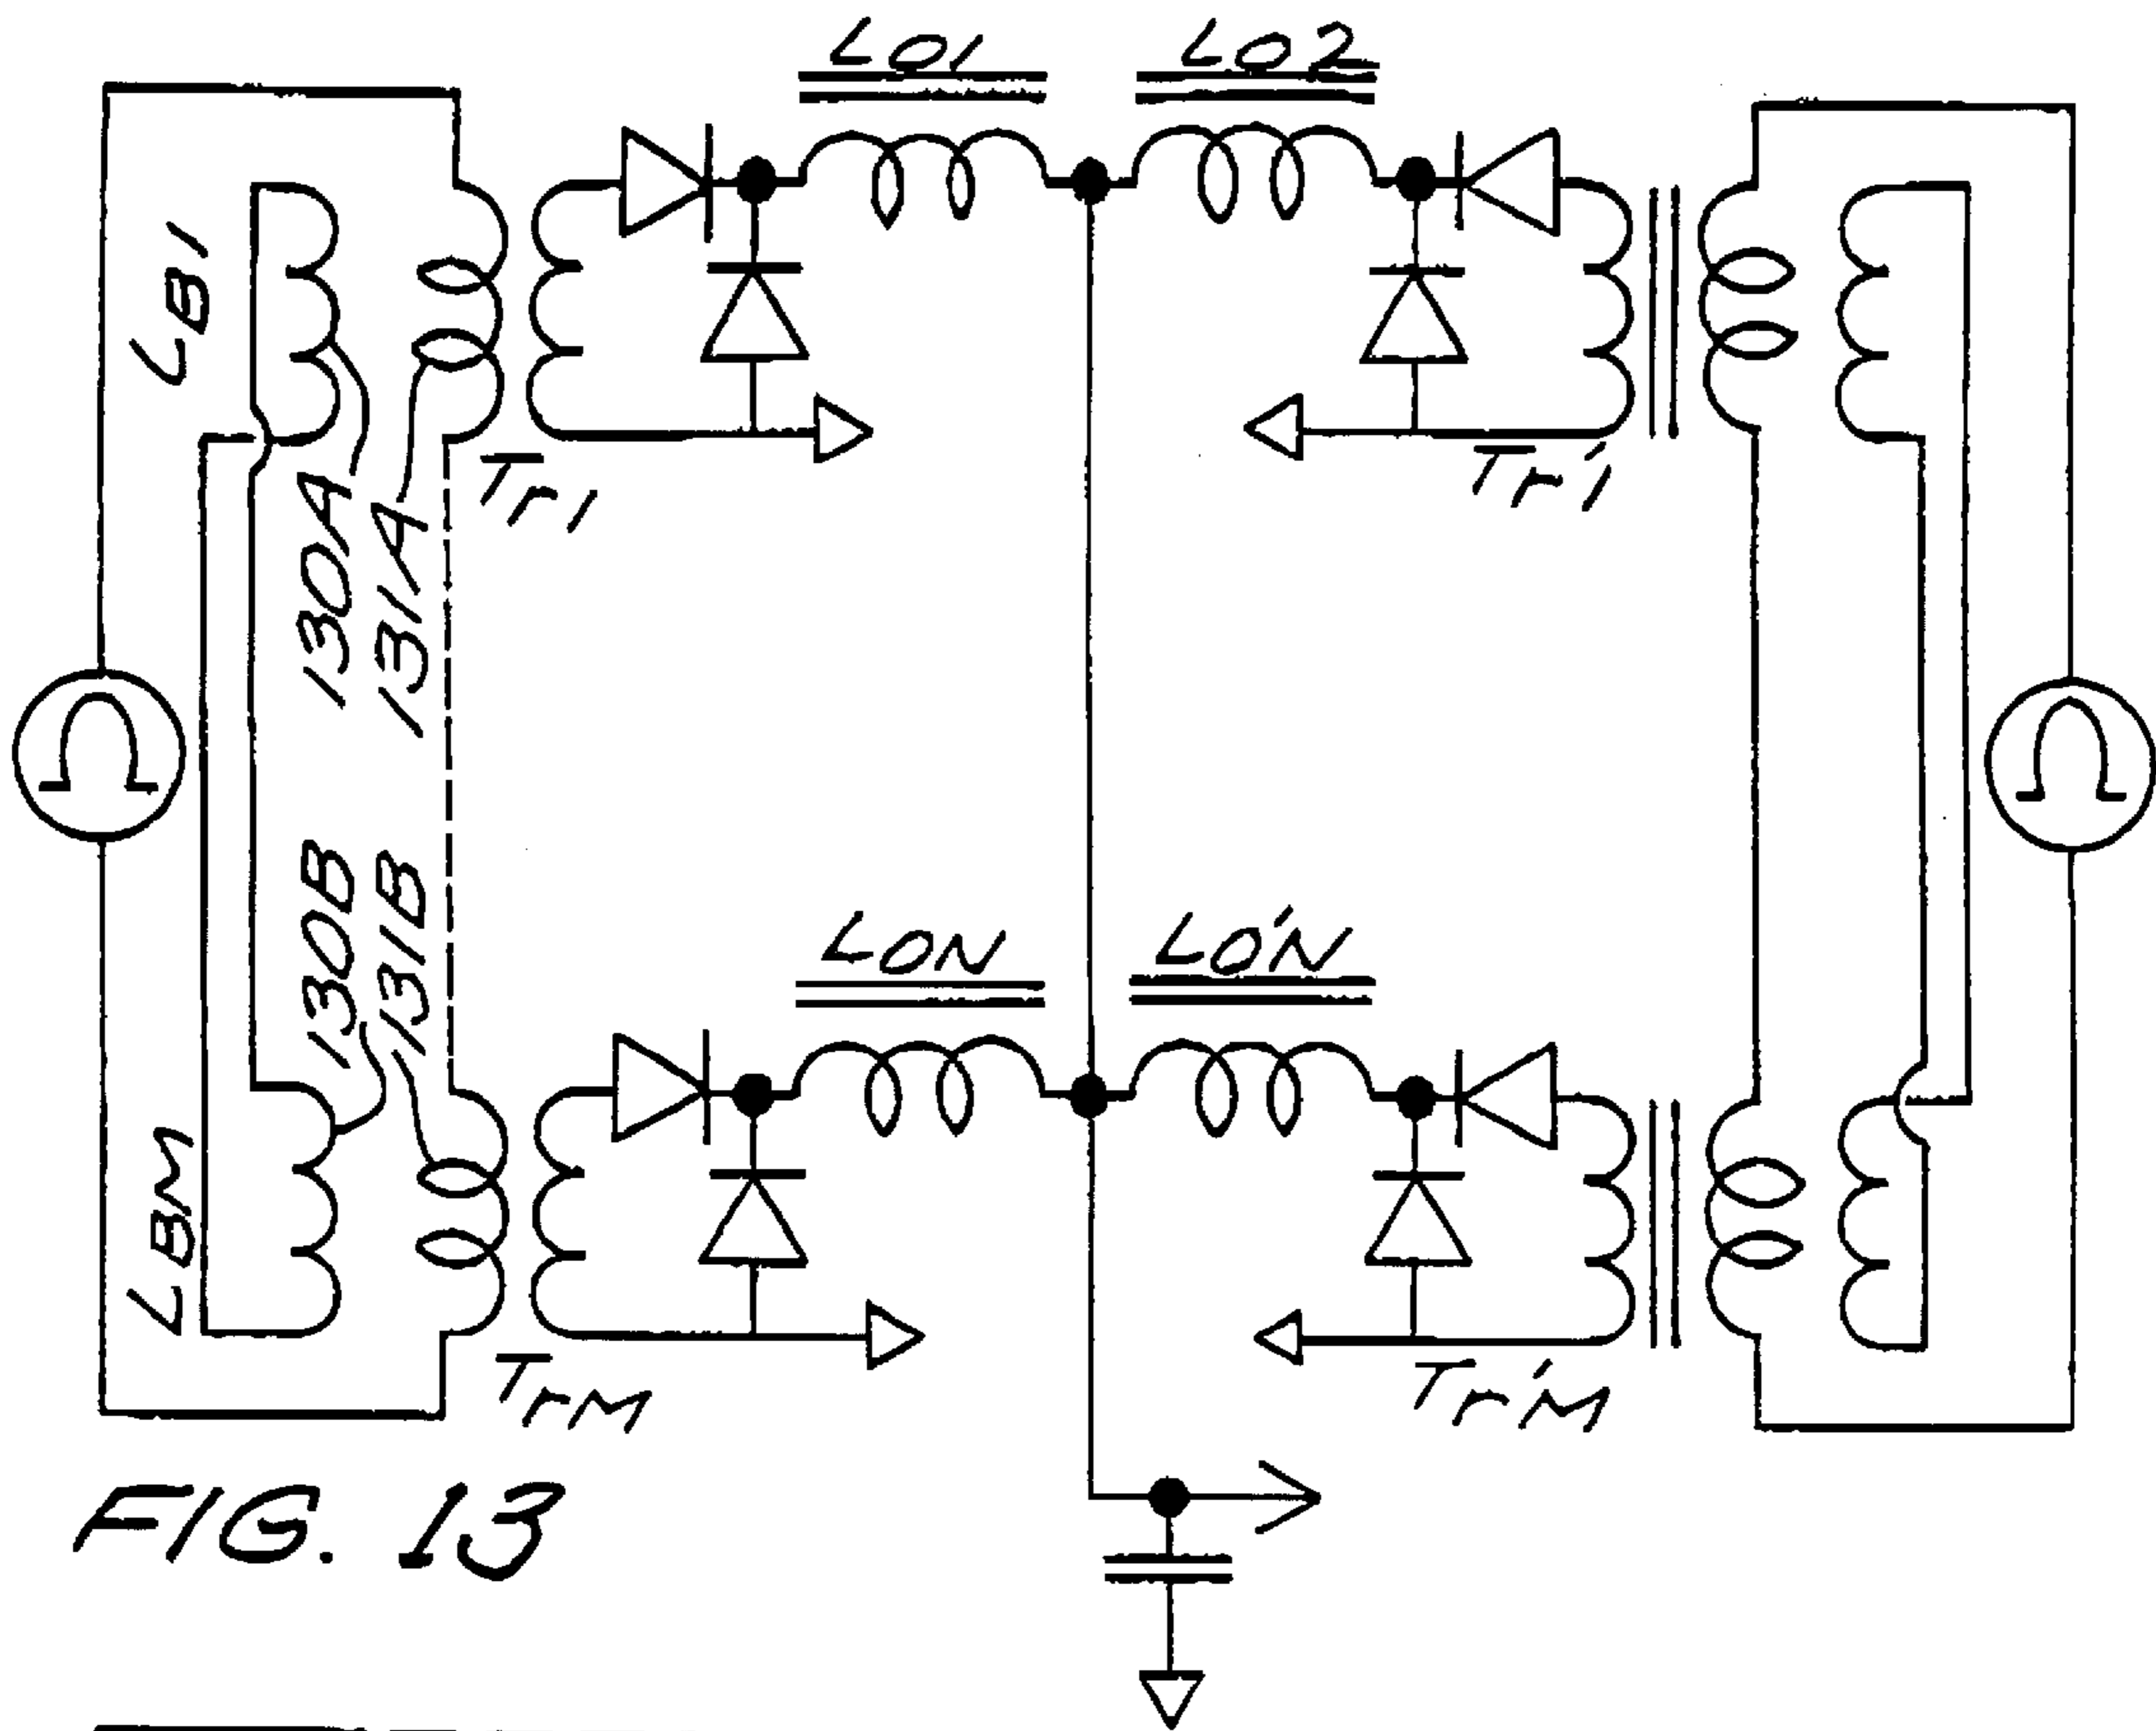 LO1
LO2
LB1
130A
131A
Tr1
Tr'1
Ω
Ω
130B
131B
LON
LO'N
LBM
TrM
Tr'M
FIG. 13